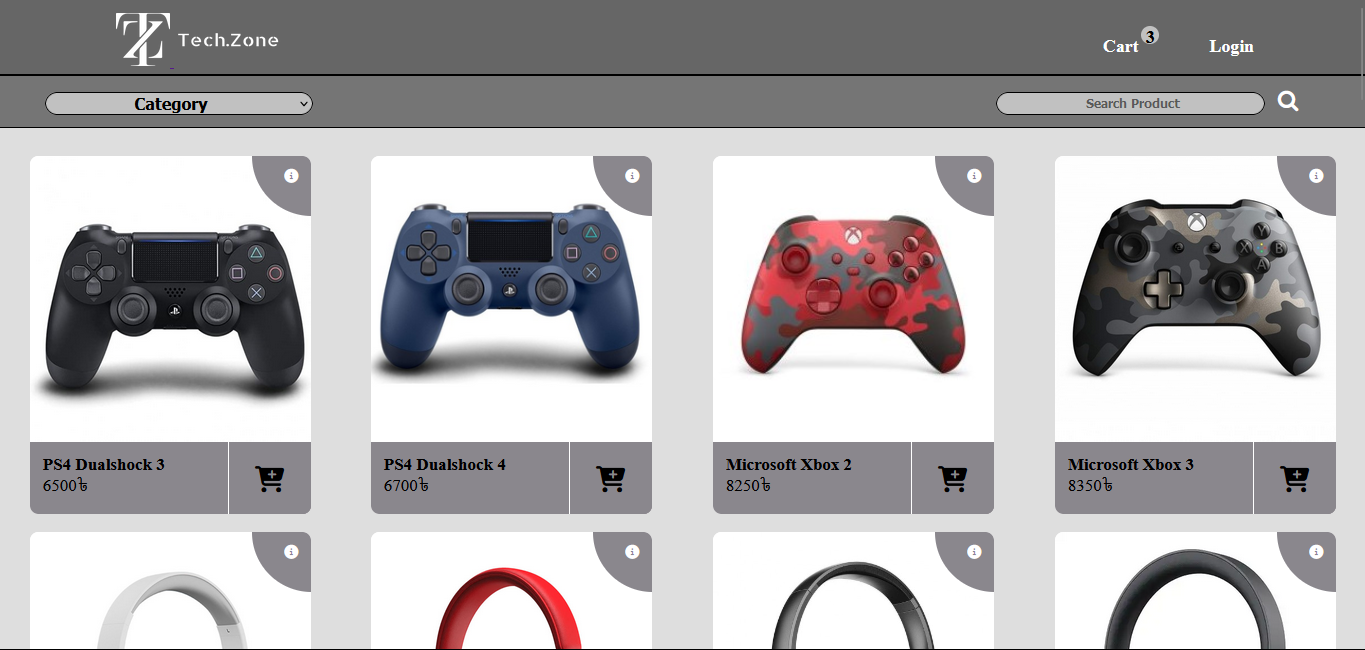 Tech.Zone
Cart 3 Login
Category
Search Product
PS4 Dualshock 3
6500৳
PS4 Dualshock 4
6700৳
Microsoft Xbox 2
8250৳
Microsoft Xbox 3
8350৳